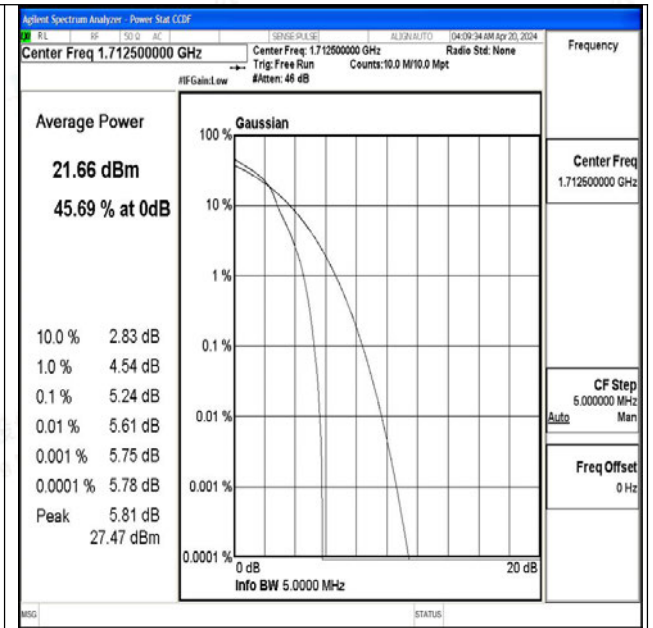 Agilent Spectrum Analyzer - Power Stat CCDF
RL RF 50 Ω AC SENSE:PULSE ALIGN AUTO 04:09:34 AM Apr 20, 2024
Center Freq 1.712500000 GHz
Center Freq: 1.712500000 GHz Radio Std: None
Trig: Free Run Counts:10.0 M/10.0 Mpt
#IFGain:Low #Atten: 46 dB
Frequency
Average Power
21.66 dBm
45.69 % at 0dB
10.0 % 2.83 dB
1.0 % 4.54 dB
0.1 % 5.24 dB
0.01 % 5.61 dB
0.001 % 5.75 dB
0.0001 % 5.78 dB
Peak 5.81 dB
27.47 dBm
Gaussian
100 %
10 %
1 %
0.1 %
0.01 %
0.001 %
0.0001 %
0 dB 20 dB
Info BW 5.0000 MHz
Center Freq
1.712500000 GHz
CF Step
5.000000 MHz
Auto Man
Freq Offset
0 Hz
MSG STATUS